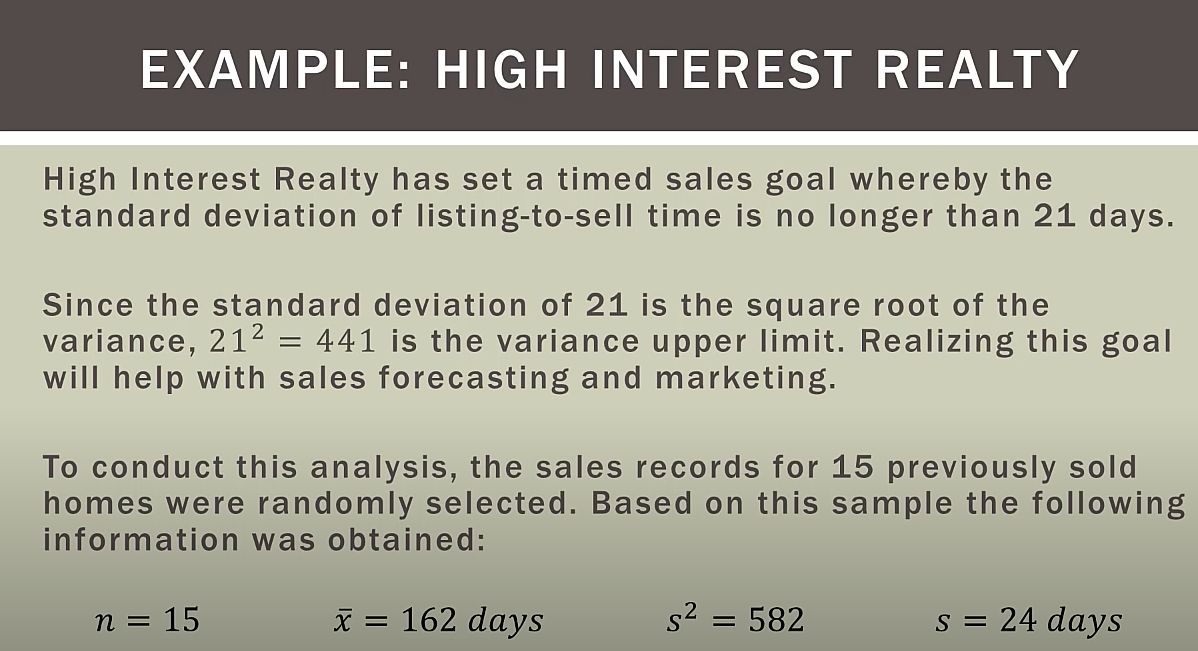 EXAMPLE: HIGH INTEREST REALTY
High Interest Realty has set a timed sales goal whereby the
standard deviation of listing-to-sell time is no longer than 21 days.
Since the standard deviation of 21 is the square root of the
variance, 21² = 441 is the variance upper limit. Realizing this goal
will help with sales forecasting and marketing.
To conduct this analysis, the sales records for 15 previously sold
homes were randomly selected. Based on this sample the following
information was obtained:
n = 15 x̄ = 162 days s² = 582 s = 24 days